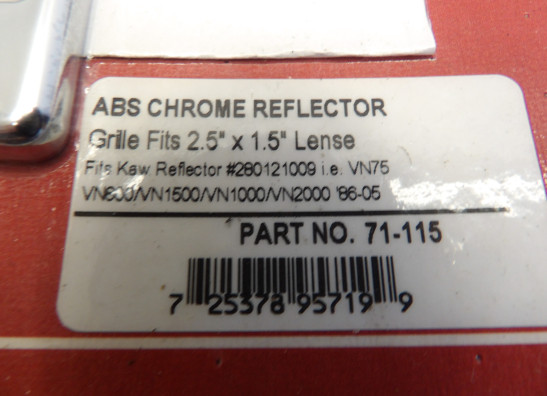 ABS CHROME REFLECTOR
Grille Fits 2.5" x 1.5" Lense
Fits Kaw Reflector #280121009 i.e. VN75
VN800/VN1500/VN1000/VN2000 '86-05
PART NO. 71-115
7 25378 95719 9